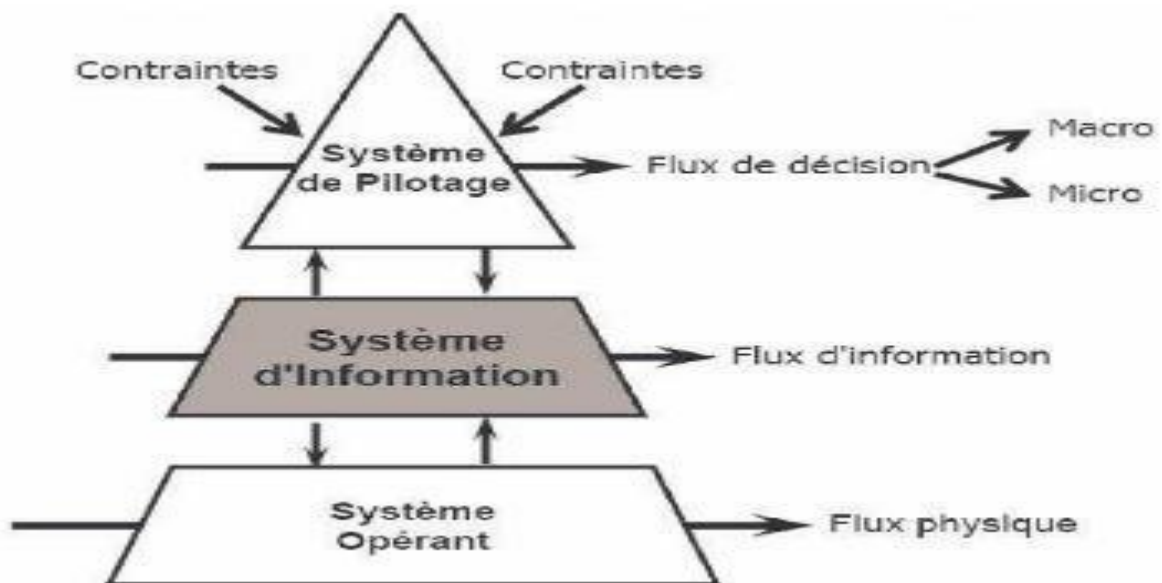 Contraintes
Contraintes
Système
de Pilotage
Flux de décision
Macro
Micro
Système
d'Information
Flux d'information
Système
Opérant
Flux physique